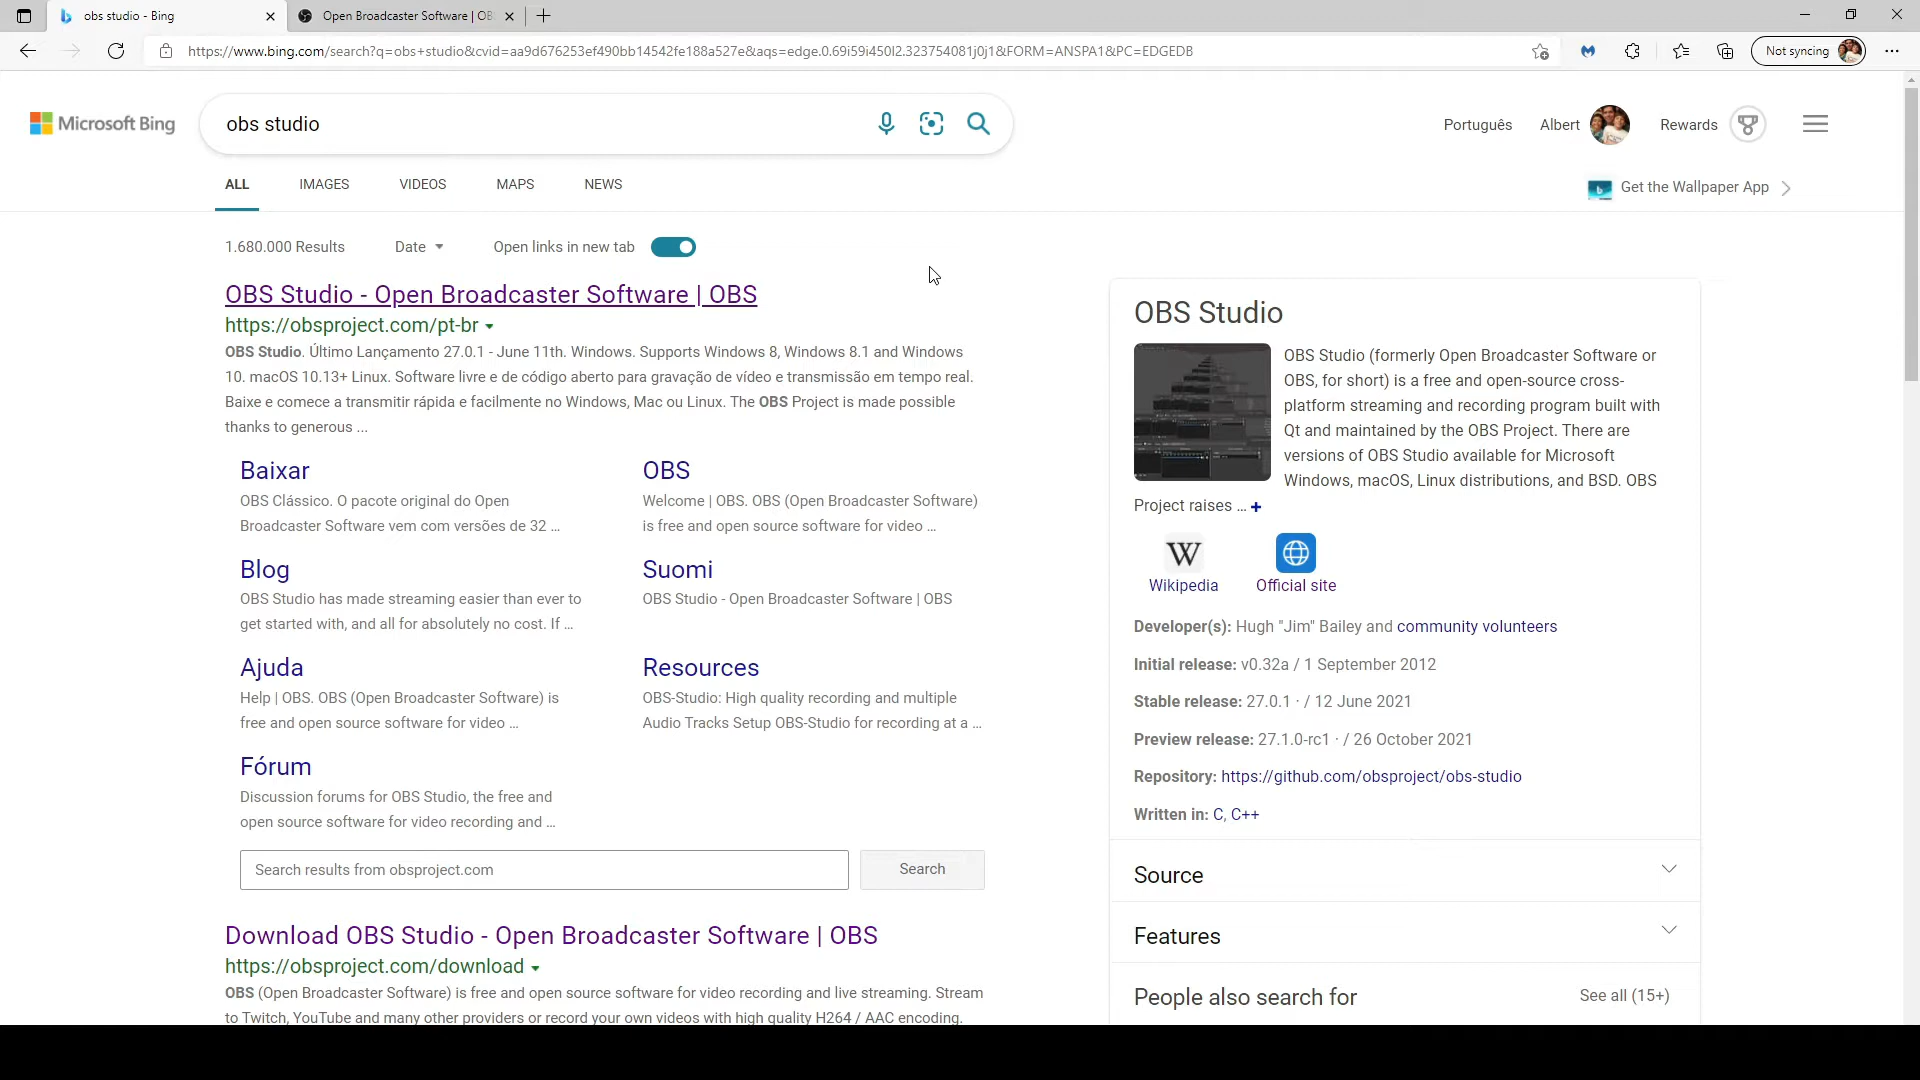 obs studio - Bing
Open Broadcaster Software | OB
https://www.bing.com/search?q=obs+studio&cvid=aa9d676253ef490bb14542fe188a527e&aqs=edge.0.69i59i450l2.323754081j0j1&FORM=ANSPA1&PC=EDGEDB
Not syncing
Microsoft Bing
obs studio
Português
Albert
Rewards
ALL
IMAGES
VIDEOS
MAPS
NEWS
Get the Wallpaper App
1.680.000 Results
Date
Open links in new tab
OBS Studio - Open Broadcaster Software | OBS
https://obsproject.com/pt-br
OBS Studio. Último Lançamento 27.0.1 - June 11th. Windows. Supports Windows 8, Windows 8.1 and Windows
10. macOS 10.13+ Linux. Software livre e de código aberto para gravação de vídeo e transmissão em tempo real.
Baixe e comece a transmitir rápida e facilmente no Windows, Mac ou Linux. The OBS Project is made possible
thanks to generous ...
Baixar
OBS Clássico. O pacote original do Open
Broadcaster Software vem com versões de 32 ...
OBS
Welcome | OBS. OBS (Open Broadcaster Software)
is free and open source software for video ...
Blog
OBS Studio has made streaming easier than ever to
get started with, and all for absolutely no cost. If ...
Suomi
OBS Studio - Open Broadcaster Software | OBS
Ajuda
Help | OBS. OBS (Open Broadcaster Software) is
free and open source software for video ...
Resources
OBS-Studio: High quality recording and multiple
Audio Tracks Setup OBS-Studio for recording at a ...
Fórum
Discussion forums for OBS Studio, the free and
open source software for video recording and ...
Search results from obsproject.com
Search
Download OBS Studio - Open Broadcaster Software | OBS
https://obsproject.com/download
OBS (Open Broadcaster Software) is free and open source software for video recording and live streaming. Stream
to Twitch, YouTube and many other providers or record your own videos with high quality H264 / AAC encoding.
OBS Studio
OBS Studio (formerly Open Broadcaster Software or
OBS, for short) is a free and open-source cross-
platform streaming and recording program built with
Qt and maintained by the OBS Project. There are
versions of OBS Studio available for Microsoft
Windows, macOS, Linux distributions, and BSD. OBS
Project raises ... +
W
Wikipedia
Official site
Developer(s): Hugh "Jim" Bailey and community volunteers
Initial release: v0.32a / 1 September 2012
Stable release: 27.0.1 · / 12 June 2021
Preview release: 27.1.0-rc1 · / 26 October 2021
Repository: https://github.com/obsproject/obs-studio
Written in: C, C++
Source
Features
People also search for
See all (15+)